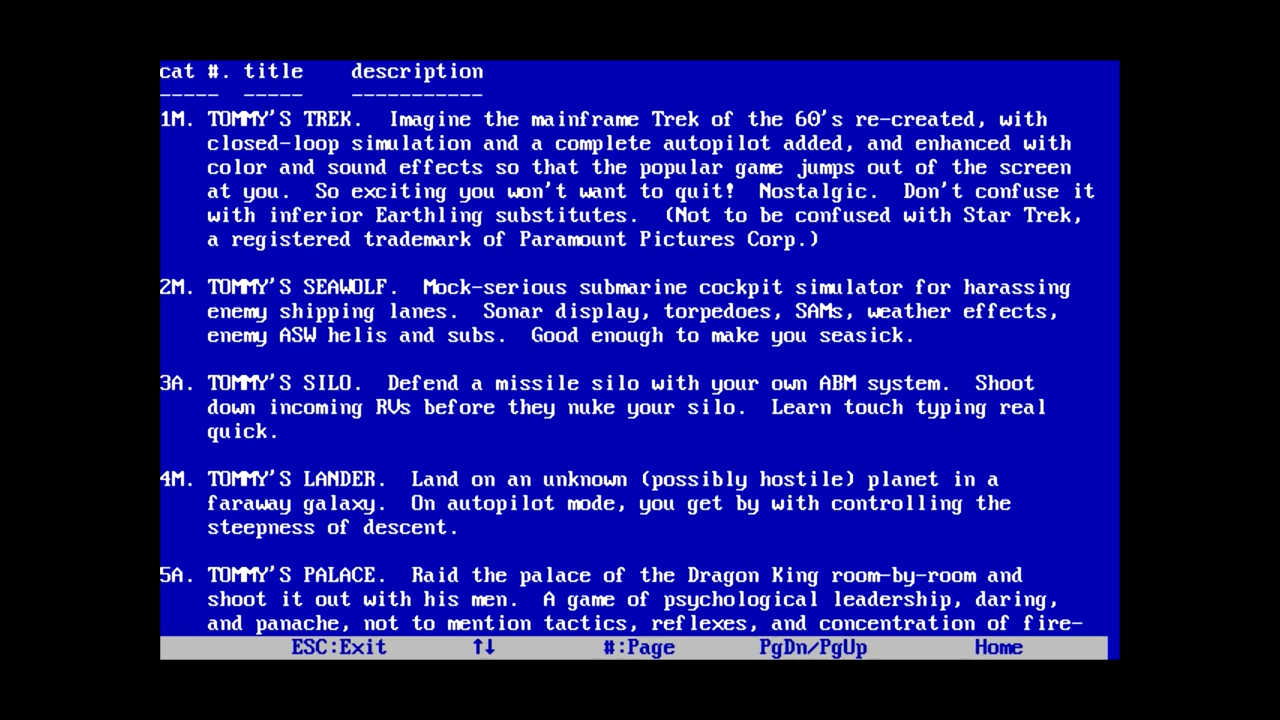 cat #. title    description
-----  -----    -----------
1M. TOMMY'S TREK.  Imagine the mainframe Trek of the 60's re-created, with
    closed-loop simulation and a complete autopilot added, and enhanced with
    color and sound effects so that the popular game jumps out of the screen
    at you.  So exciting you won't want to quit!  Nostalgic.  Don't confuse it
    with inferior Earthling substitutes.  (Not to be confused with Star Trek,
    a registered trademark of Paramount Pictures Corp.)
2M. TOMMY'S SEAWOLF.  Mock-serious submarine cockpit simulator for harassing
    enemy shipping lanes.  Sonar display, torpedoes, SAMs, weather effects,
    enemy ASW helis and subs.  Good enough to make you seasick.
3A. TOMMY'S SILO.  Defend a missile silo with your own ABM system.  Shoot
    down incoming RVs before they nuke your silo.  Learn touch typing real
    quick.
4M. TOMMY'S LANDER.  Land on an unknown (possibly hostile) planet in a
    faraway galaxy.  On autopilot mode, you get by with controlling the
    steepness of descent.
5A. TOMMY'S PALACE.  Raid the palace of the Dragon King room-by-room and
    shoot it out with his men.  A game of psychological leadership, daring,
    and panache, not to mention tactics, reflexes, and concentration of fire-
ESC:Exit    ↑↓    #:Page    PgDn/PgUp    Home